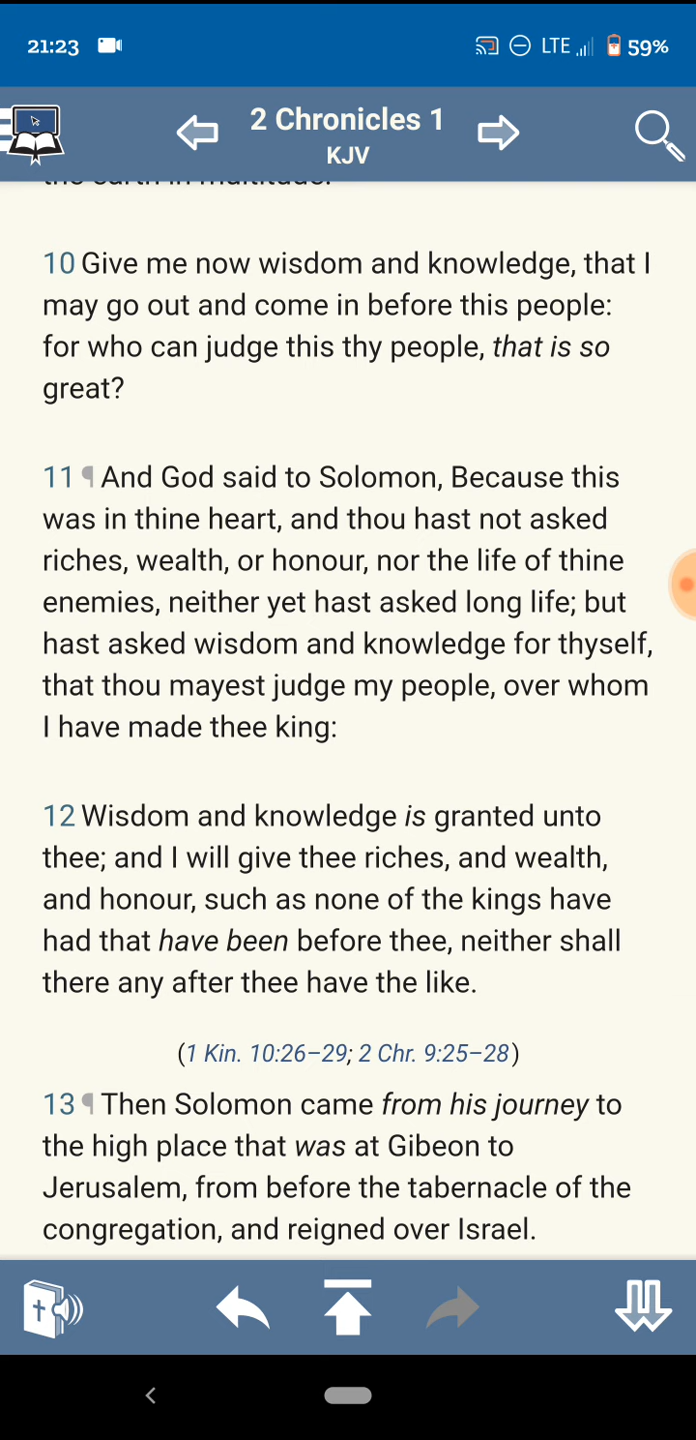 21:23 LTE 59%
2 Chronicles 1
KJV
the earth in multitude.
10 Give me now wisdom and knowledge, that I
may go out and come in before this people:
for who can judge this thy people, that is so
great?
11 ¶ And God said to Solomon, Because this
was in thine heart, and thou hast not asked
riches, wealth, or honour, nor the life of thine
enemies, neither yet hast asked long life; but
hast asked wisdom and knowledge for thyself,
that thou mayest judge my people, over whom
I have made thee king:
12 Wisdom and knowledge is granted unto
thee; and I will give thee riches, and wealth,
and honour, such as none of the kings have
had that have been before thee, neither shall
there any after thee have the like.
(1 Kin. 10:26–29; 2 Chr. 9:25–28)
13 ¶ Then Solomon came from his journey to
the high place that was at Gibeon to
Jerusalem, from before the tabernacle of the
congregation, and reigned over Israel.